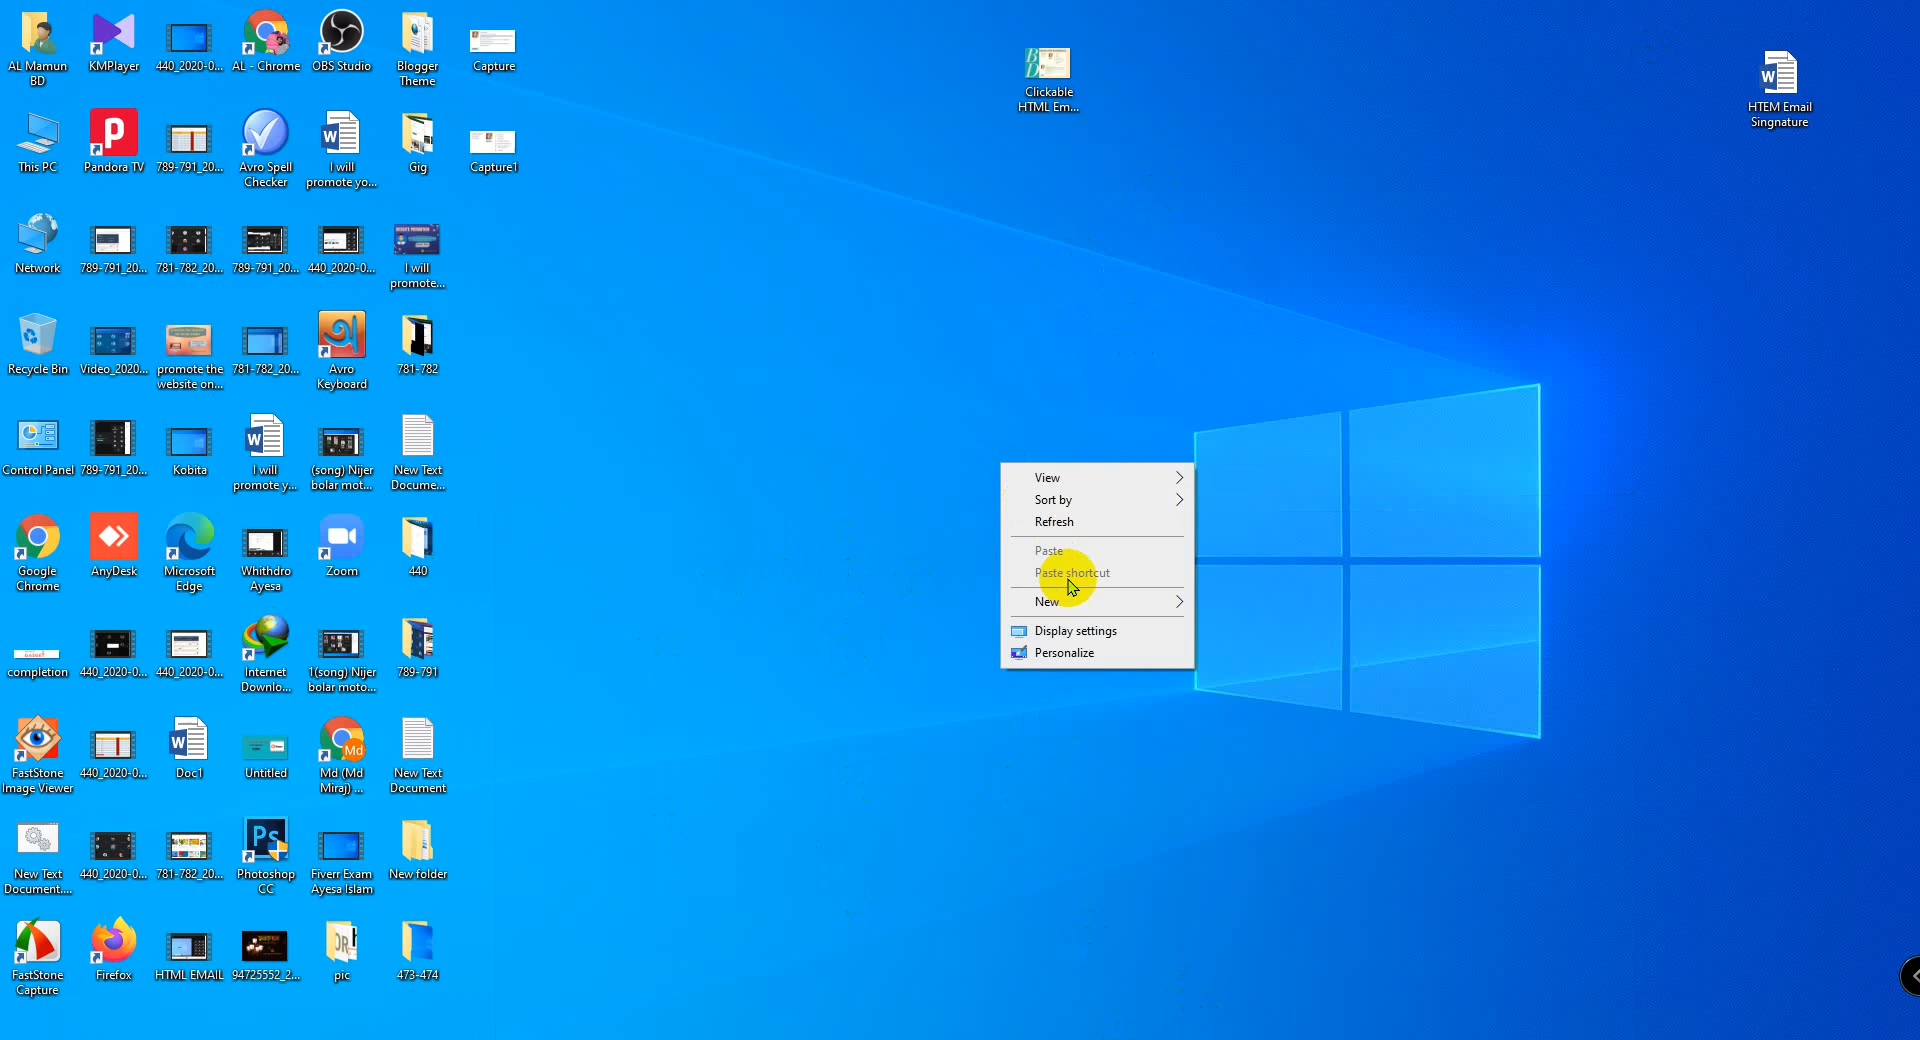 AL Mamun
BD
KMPlayer
440_2020-0...
AL - Chrome
OBS Studio
Blogger
Theme
Capture
Clickable
HTML Em...
HTEM Email
Singnature
This PC
Pandora TV
789-791_20...
Avro Spell
Checker
I will
promote yo...
Gig
Capture1
Network
789-791_20...
781-782_20...
789-791_20...
440_2020-0...
I will
promote...
Recycle Bin
Video_2020...
promote the
website on...
781-782_20...
Avro
Keyboard
781-782
Control Panel
789-791_20...
Kobita
I will
promote y...
(song) Nijer
bolar mot...
New Text
Docume...
View
Sort by
Refresh
Paste
Paste shortcut
New
Display settings
Personalize
Google
Chrome
AnyDesk
Microsoft
Edge
Whithdro
Ayesa
Zoom
440
completion
440_2020-0...
440_2020-0...
Internet
Downlo...
1(song) Nijer
bolar moto...
789-791
FastStone
Image Viewer
440_2020-0...
Doc1
Untitled
Md (Md
Miraj) ...
New Text
Document
New Text
Document....
440_2020-0...
781-782_20...
Photoshop
CC
Fiverr Exam
Ayesa Islam
New folder
FastStone
Capture
Firefox
HTML EMAIL
94725552_2...
pic
473-474